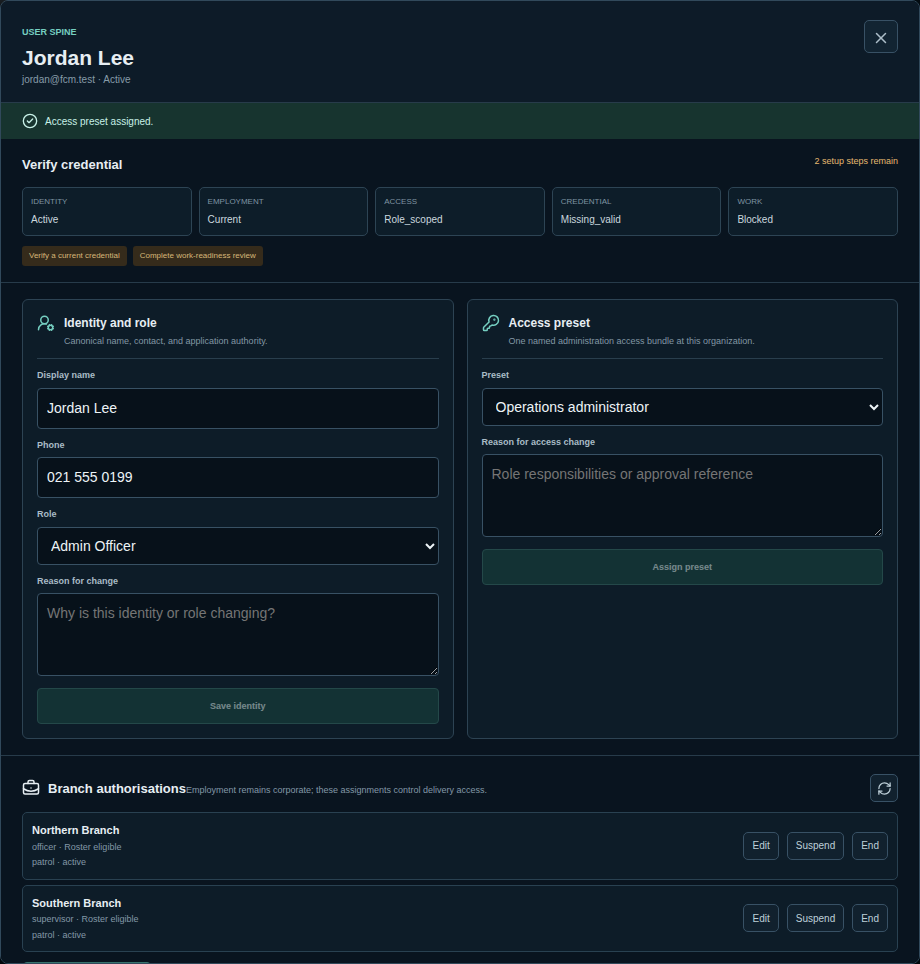 USER SPINE
Jordan Lee
jordan@fcm.test · Active
Access preset assigned.
Verify credential
2 setup steps remain
IDENTITY
Active
EMPLOYMENT
Current
ACCESS
Role_scoped
CREDENTIAL
Missing_valid
WORK
Blocked
Verify a current credential
Complete work-readiness review
Identity and role
Canonical name, contact, and application authority.
Display name
Jordan Lee
Phone
021 555 0199
Role
Admin Officer
Reason for change
Why is this identity or role changing?
Save identity
Access preset
One named administration access bundle at this organization.
Preset
Operations administrator
Reason for access change
Role responsibilities or approval reference
Assign preset
Branch authorisations Employment remains corporate; these assignments control delivery access.
Northern Branch
officer · Roster eligible
patrol · active
Edit
Suspend
End
Southern Branch
supervisor · Roster eligible
patrol · active
Edit
Suspend
End